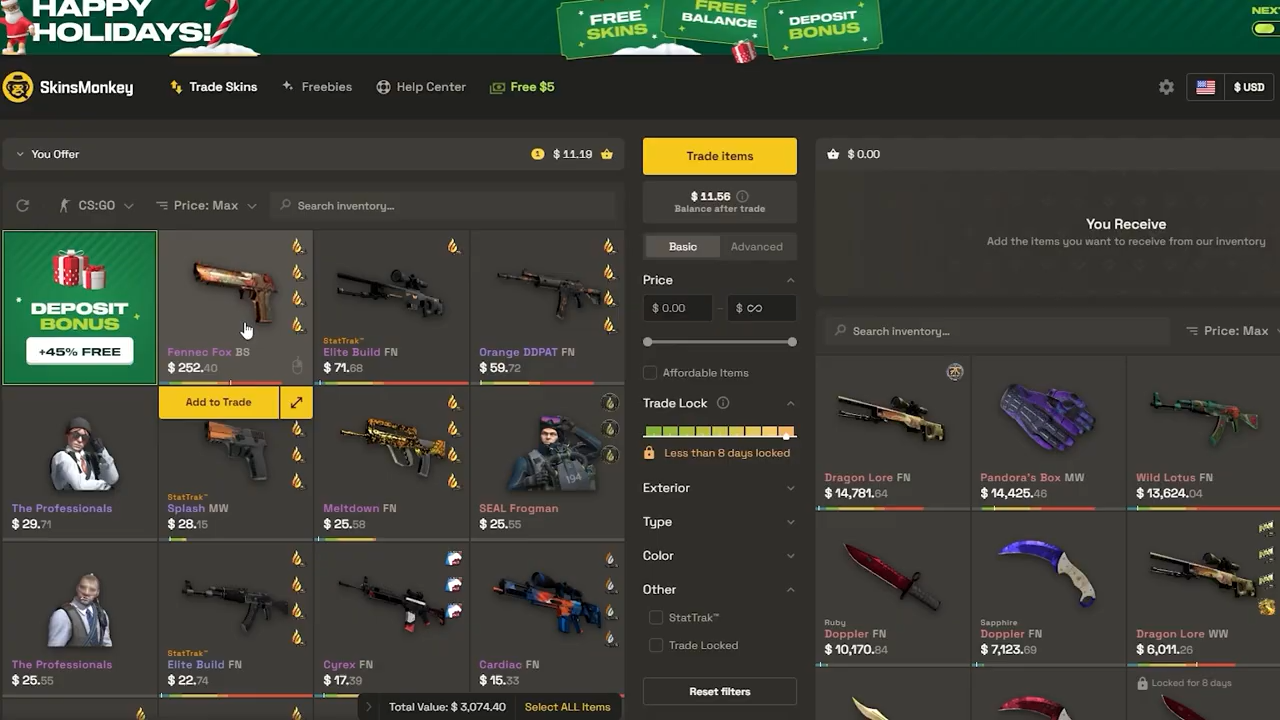 HAPPY
HOLIDAYS!
FREE
SKINS
FREE
BALANCE
DEPOSIT
BONUS
SkinsMonkey
Trade Skins
Freebies
Help Center
Free $5
$ USD
You Offer
1
$ 11.19
CS:GO
Price: Max
Search inventory...
DEPOSIT
BONUS
+45% FREE
Fennec Fox BS
$ 252.40
StatTrak™
Elite Build FN
$ 71.68
Orange DDPAT FN
$ 59.72
Add to Trade
The Professionals
$ 29.71
StatTrak™
Splash MW
$ 28.15
Meltdown FN
$ 25.58
194
SEAL Frogman
$ 25.55
The Professionals
$ 25.55
StatTrak™
Elite Build FN
$ 22.74
Cyrex FN
$ 17.39
Cardiac FN
$ 15.33
Total Value: $ 3,074.40
Select ALL Items
Trade items
$ 11.56
Balance after trade
Basic
Advanced
Price
$ 0.00
-
$ ∞
Affordable Items
Trade Lock
Less than 8 days locked
Exterior
Type
Color
Other
StatTrak™
Trade Locked
Reset filters
$ 0.00
You Receive
Add the items you want to receive from our inventory
Search inventory...
Price: Max
Dragon Lore FN
$ 14,781.64
Pandora's Box MW
$ 14,425.46
Wild Lotus FN
$ 13,624.04
Ruby
Doppler FN
$ 10,170.84
Sapphire
Doppler FN
$ 7,123.69
Dragon Lore WW
$ 6,011.26
Locked for 8 days